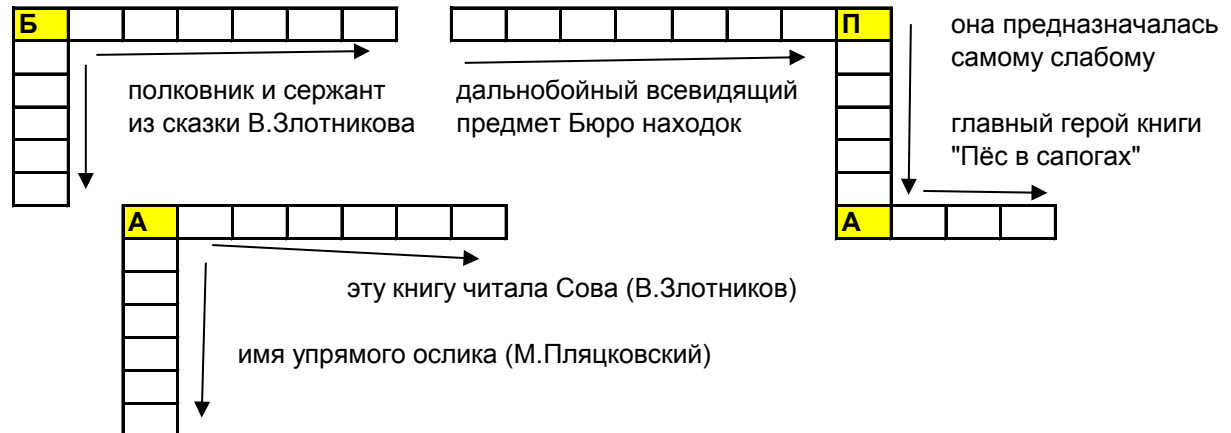 Б
П
она предназначалась
самому слабому
полковник и сержант
из сказки В.Злотникова
дальнобойный всевидящий
предмет Бюро находок
главный герой книги
"Пёс в сапогах"
А
А
эту книгу читала Сова (В.Злотников)
имя упрямого ослика (М.Пляцковский)